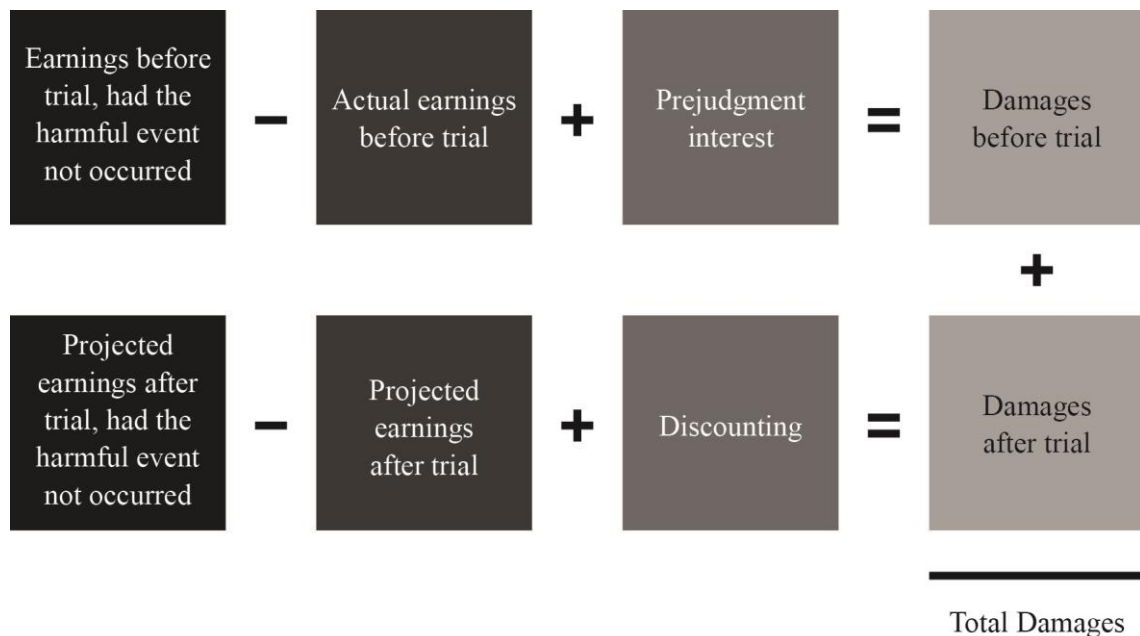 Earnings before
trial, had the
harmful event
not occurred
−
Actual earnings
before trial
+
Prejudgment
interest
=
Damages
before trial
+
Projected
earnings after
trial, had the
harmful event
not occurred
−
Projected
earnings
after trial
+
Discounting
=
Damages
after trial
Total Damages